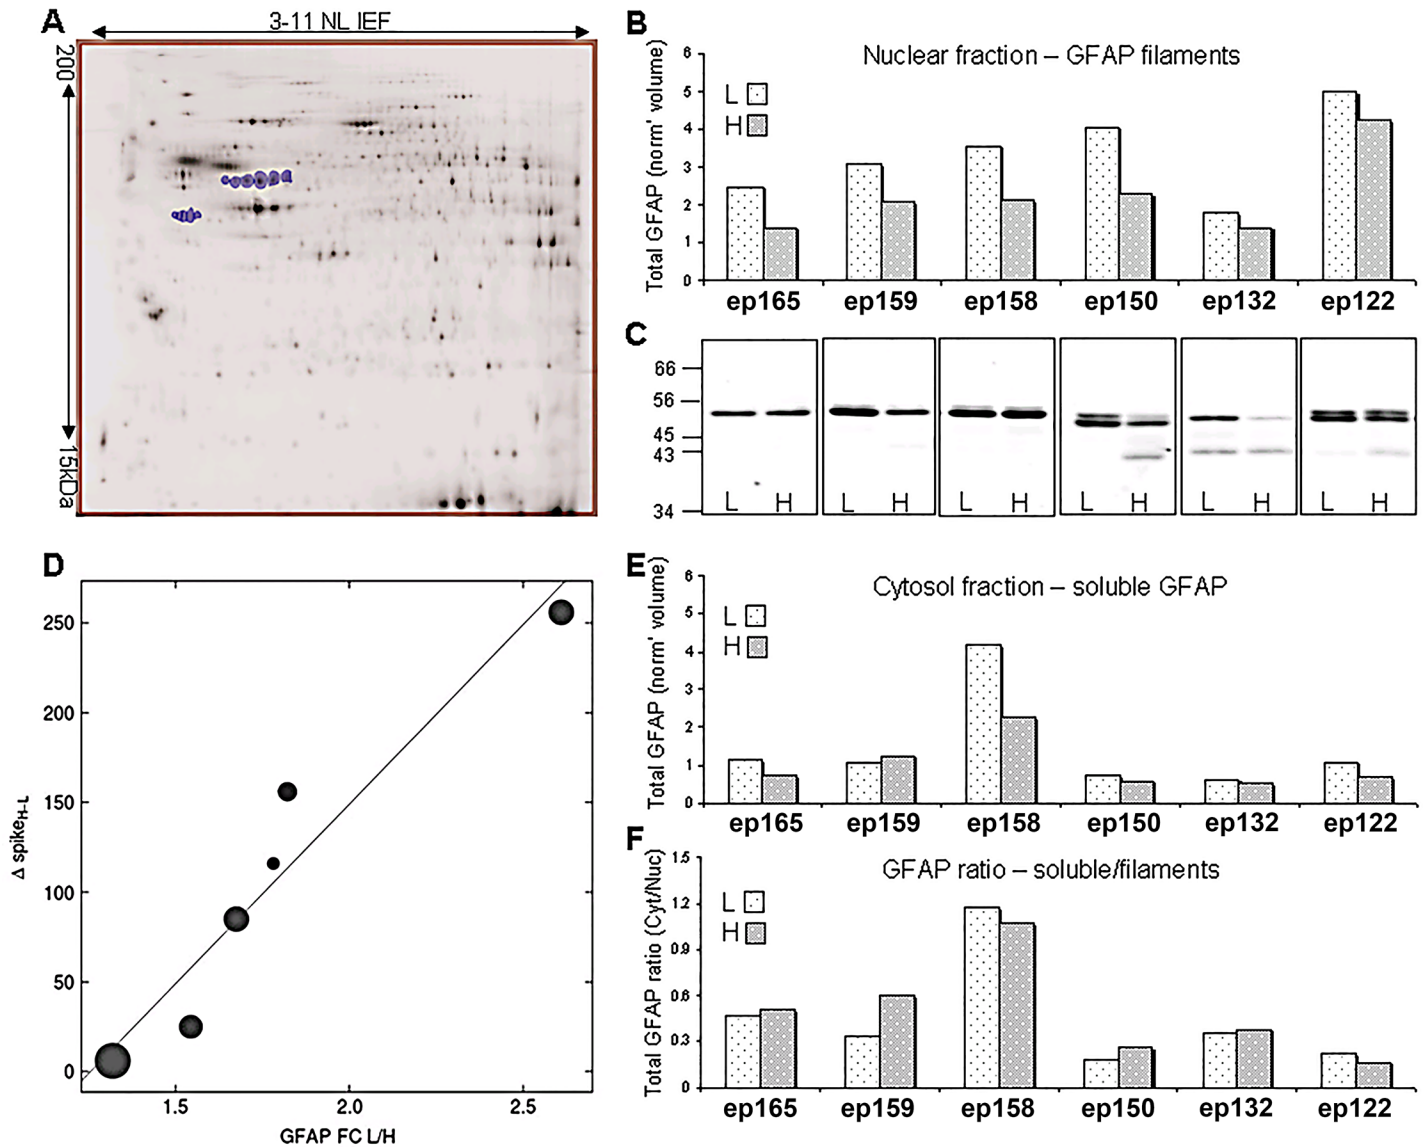 A
3-11 NL IEF
200
15kDa
B
Nuclear fraction – GFAP filaments
Total GFAP (norm' volume)
6
5
4
3
2
1
0
L
H
ep165 ep159 ep158 ep150 ep132 ep122
C
66
56
45
43
34
L H L H L H L H L H L H
D
Δ spikeH-L
250
200
150
100
50
0
1.5 2.0 2.5
GFAP FC L/H
E
Cytosol fraction – soluble GFAP
Total GFAP (norm' volume)
6
5
4
3
2
1
0
L
H
ep165 ep159 ep158 ep150 ep132 ep122
F
GFAP ratio – soluble/filaments
Total GFAP ratio (Cyt/Nuc)
1.5
1.2
0.9
0.6
0.3
0
L
H
ep165 ep159 ep158 ep150 ep132 ep122